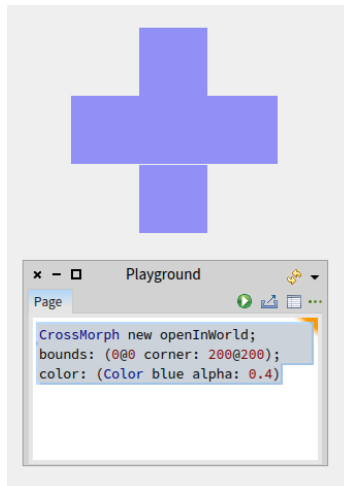 Playground
Page
CrossMorph new openInWorld;
bounds: (0@0 corner: 200@200);
color: (Color blue alpha: 0.4)